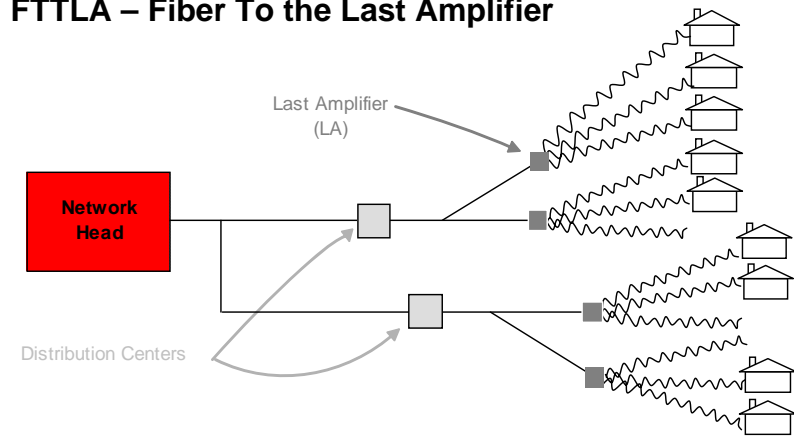 FTTLA – Fiber To the Last Amplifier
Last Amplifier
(LA)
Network
Head
Distribution Centers